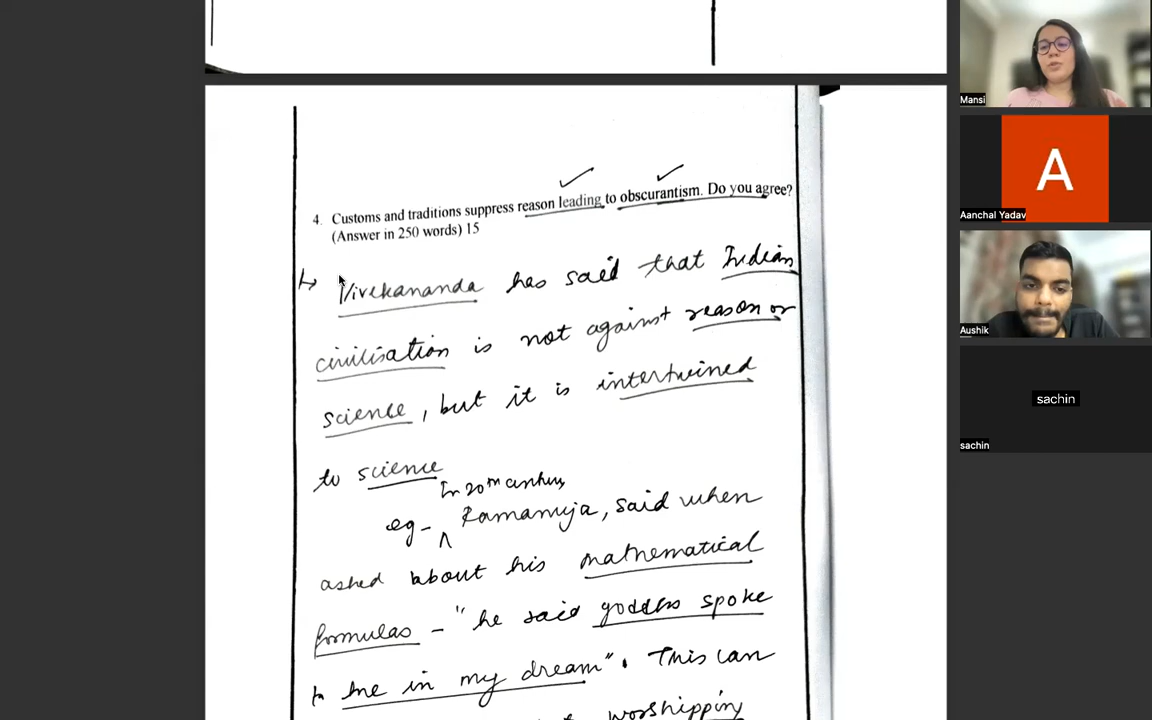 4. Customs and traditions suppress reason leading to obscurantism. Do you agree?
(Answer in 250 words) 15
Vivekananda has said that Indian
civilisation is not against reason or
science, but it is intertwined
to science
In 20th century
eg- Ramanuja, said when
asked about his mathematical
formulas - "he said goddess spoke
to me in my dream". This can
worshipping
Mansi
A
Aanchal Yadav
Aushik
sachin
sachin